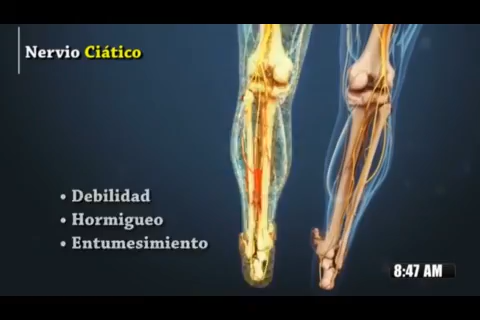 Nervio Ciático
• Debilidad
• Hormigueo
• Entumesimiento
8:47 AM